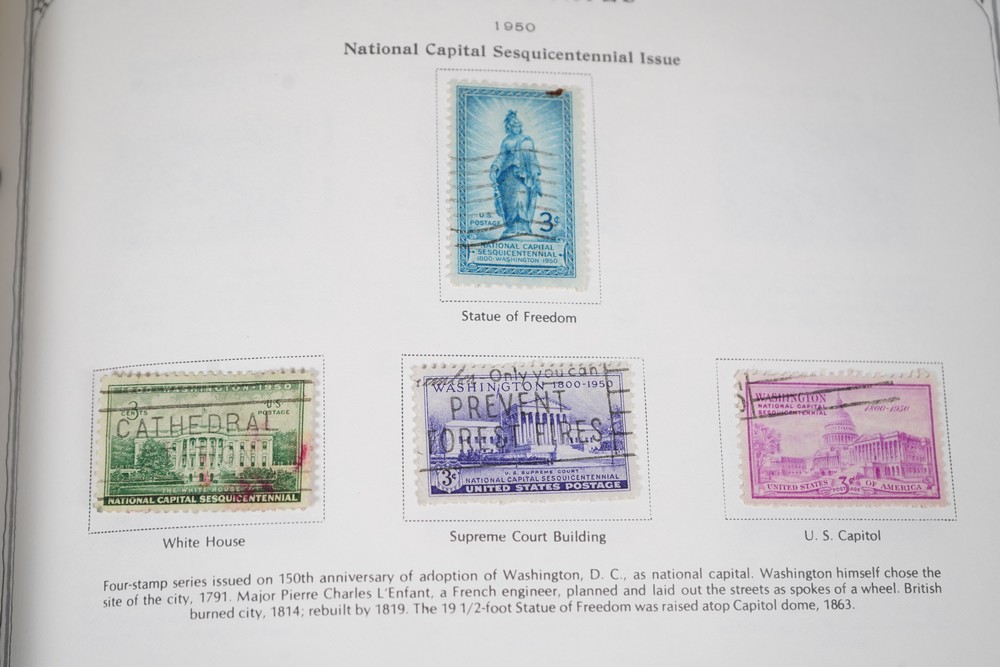 1950
National Capital Sesquicentennial Issue
U.S.
POSTAGE
3¢
NATIONAL CAPITAL
SESQUICENTENNIAL
1800·WASHINGTON·1950
Statue of Freedom
WASHINGTON·1950
3
CENTS
U.S.
POSTAGE
CATHEDRAL
THE WHITE HOUSE
NATIONAL CAPITAL SESQUICENTENNIAL
White House
Only you can
WASHINGTON 1800·1950
PREVENT
FOREST FIRES
3¢
U. S. SUPREME COURT
NATIONAL CAPITAL SESQUICENTENNIAL
UNITED STATES POSTAGE
Supreme Court Building
WASHINGTON
NATIONAL CAPITAL
SESQUICENTENNIAL
1800·1950
UNITED STATES 3¢ OF AMERICA
POSTAGE
U. S. Capitol
Four-stamp series issued on 150th anniversary of adoption of Washington, D. C., as national capital. Washington himself chose the
site of the city, 1791. Major Pierre Charles L'Enfant, a French engineer, planned and laid out the streets as spokes of a wheel. British
burned city, 1814; rebuilt by 1819. The 19 1/2-foot Statue of Freedom was raised atop Capitol dome, 1863.